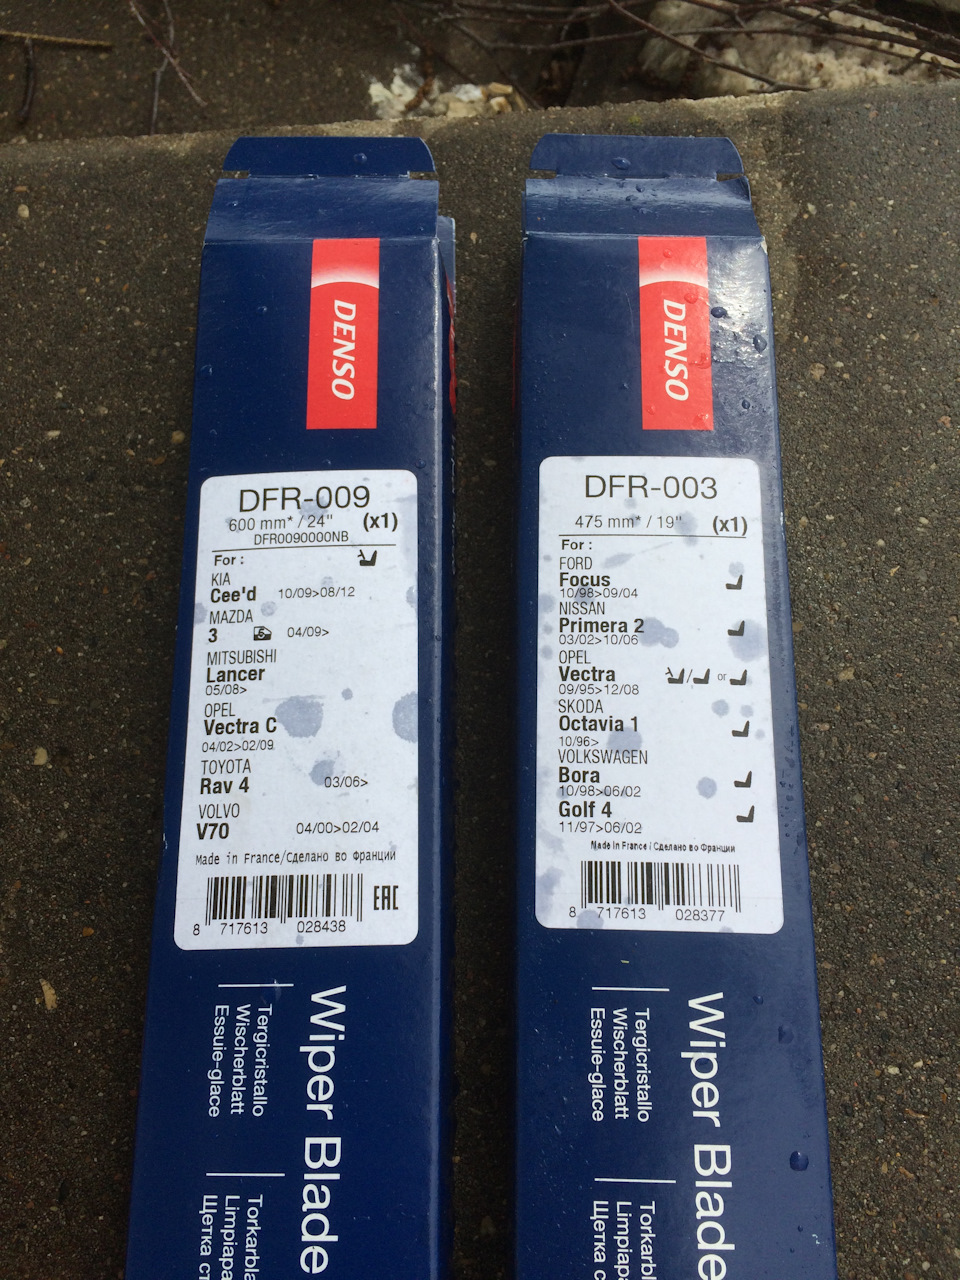 DENSO
DFR-009
600 mm* / 24" (x1)
DFR0090000NB
For :
KIA
Cee'd 10/09>08/12
MAZDA
3 5 04/09>
MITSUBISHI
Lancer
05/08>
OPEL
Vectra C
04/02>02/09
TOYOTA
Rav 4 03/06>
VOLVO
V70 04/00>02/04
Made in France/Сделано во Франции
EAC
8 717613 028438
Wiper Blade
Tergicristallo
Wischerblatt
Essuie-glace
Limpiapa
Щетка
DENSO
DFR-003
475 mm* / 19" (x1)
For :
FORD
Focus
10/98>09/04
NISSAN
Primera 2
03/02>10/06
OPEL
Vectra / or
09/95>12/08
SKODA
Octavia 1
10/96>
VOLKSWAGEN
Bora
10/98>06/02
Golf 4
11/97>06/02
Made in France / Сделано во Франции
8 717613 028377
Wiper Blade
Tergicristallo
Wischerblatt
Essuie-glace
Torkarbl
Limpiapa
Щетка